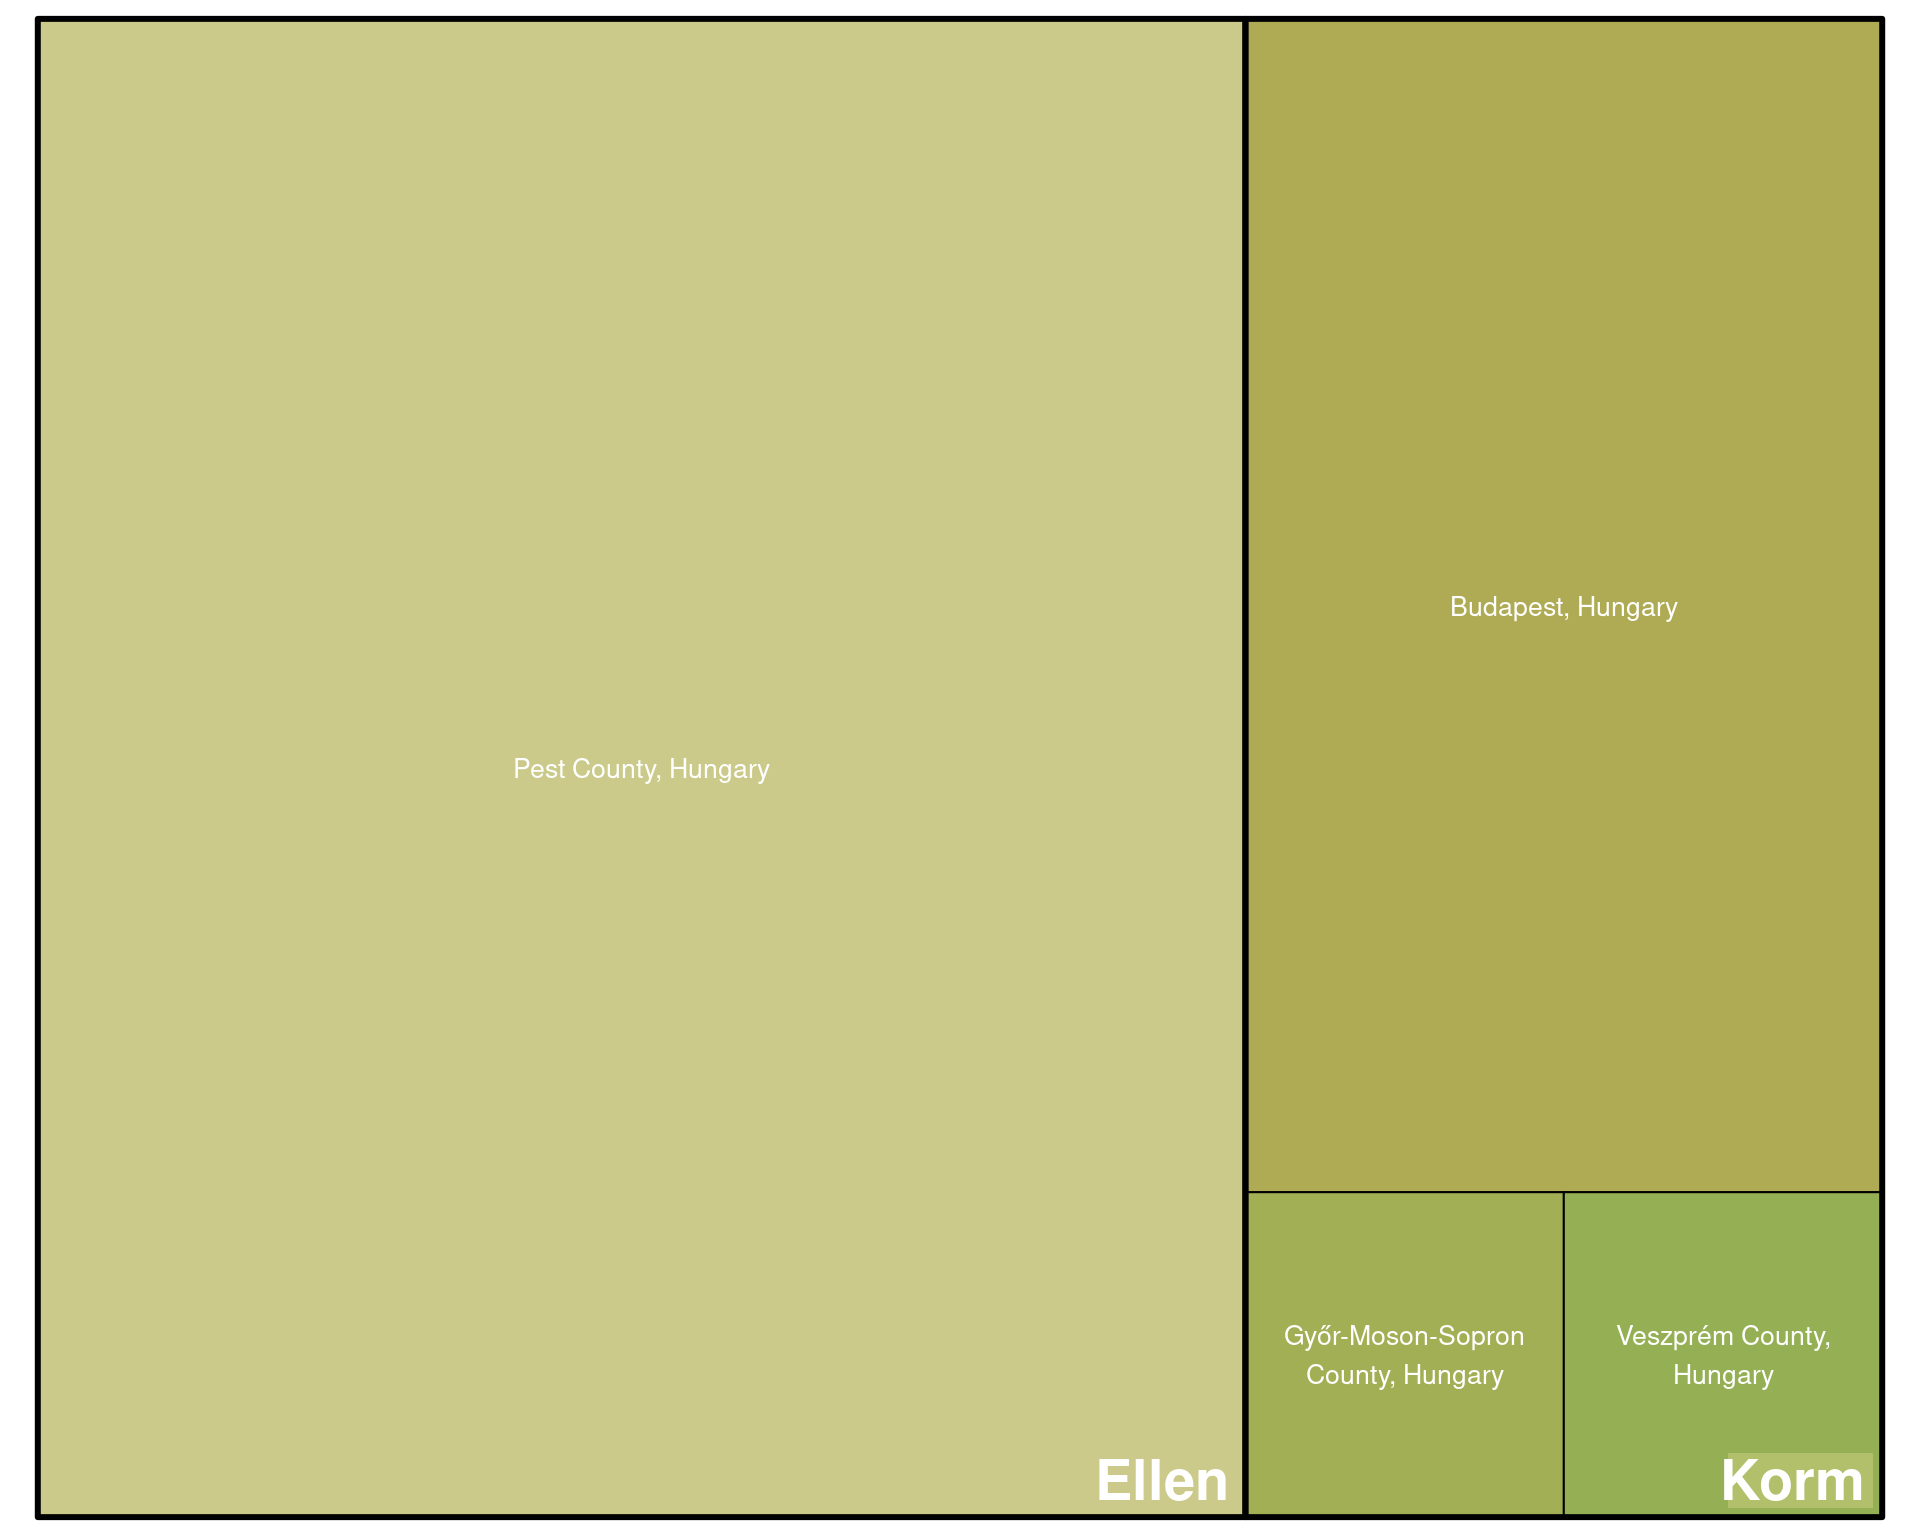 Pest County, Hungary
Ellen
Budapest, Hungary
Győr-Moson-Sopron
County, Hungary
Veszprém County,
Hungary
Korm